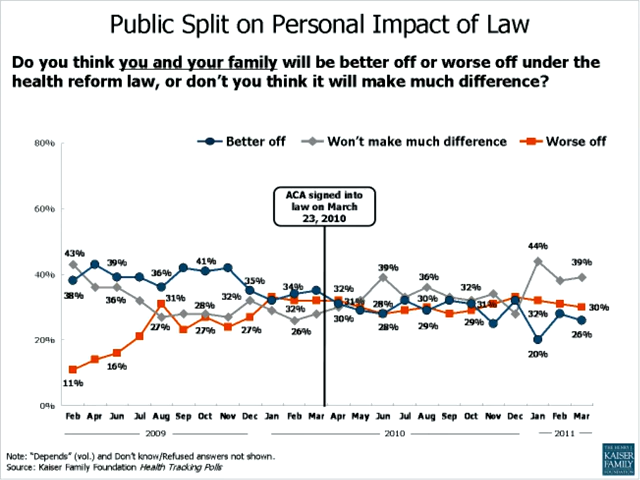 Public Split on Personal Impact of Law
Do you think you and your family will be better off or worse off under the
health reform law, or don't you think it will make much difference?
80%
Better off
Won't make much difference
Worse off
ACA signed into
law on March
23, 2010
60%
43%
39%
36%
41%
35%
34%
32%
39%
36%
32%
44%
39%
40%
38%
36%
31%
28%
32%
32%
31%
28%
30%
31%
32%
30%
27%
27%
27%
26%
30%
28%
29%
29%
20%
26%
20%
11%
16%
0%
Feb Apr Jun Jul Aug Sep Oct Nov Dec Jan Feb Mar Apr May Jun Jul Aug Sep Oct Nov Dec Jan Feb Mar
2009 2010 2011
Note: "Depends" (vol.) and Don't know/Refused answers not shown.
Source: Kaiser Family Foundation Health Tracking Polls
THE HENRY J.
KAISER
FAMILY
FOUNDATION